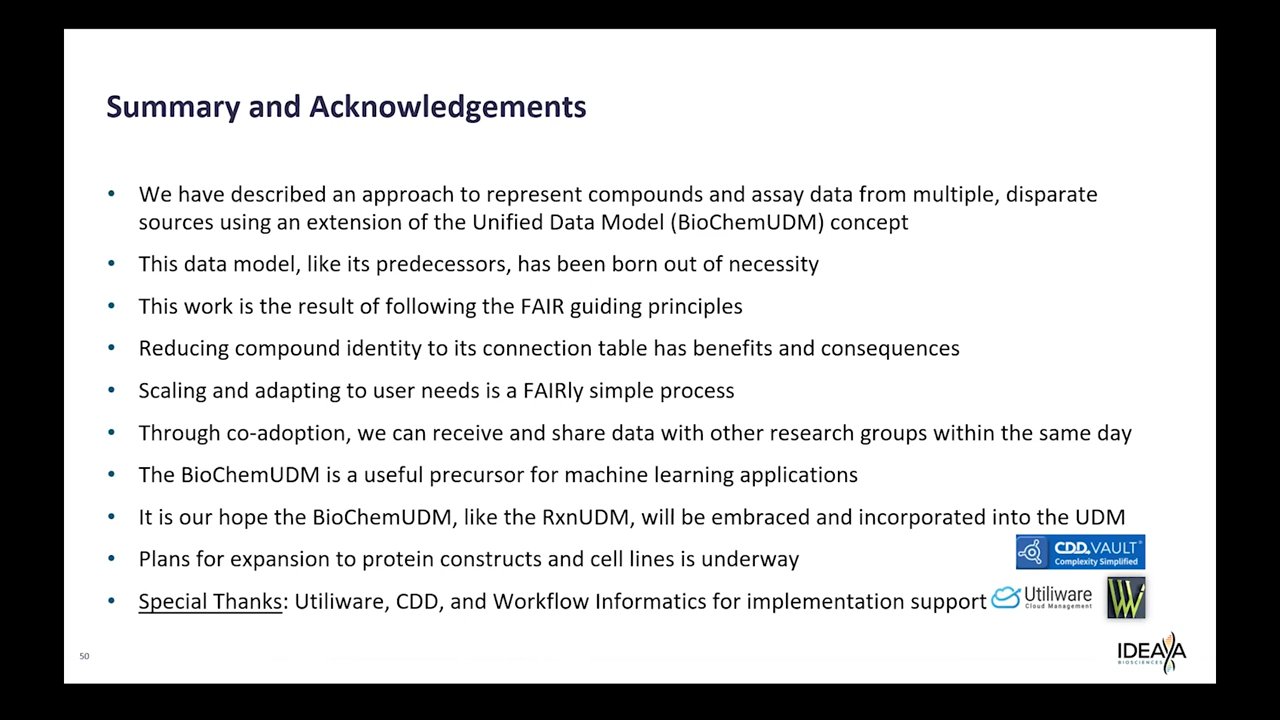 Summary and Acknowledgements
• We have described an approach to represent compounds and assay data from multiple, disparate
sources using an extension of the Unified Data Model (BioChemUDM) concept
• This data model, like its predecessors, has been born out of necessity
• This work is the result of following the FAIR guiding principles
• Reducing compound identity to its connection table has benefits and consequences
• Scaling and adapting to user needs is a FAIRly simple process
• Through co-adoption, we can receive and share data with other research groups within the same day
• The BioChemUDM is a useful precursor for machine learning applications
• It is our hope the BioChemUDM, like the RxnUDM, will be embraced and incorporated into the UDM
• Plans for expansion to protein constructs and cell lines is underway
CDD. VAULT®
Complexity Simplified
• Special Thanks: Utiliware, CDD, and Workflow Informatics for implementation support
Utiliware
Cloud Management
50
IDEAYA
BIOSCIENCES